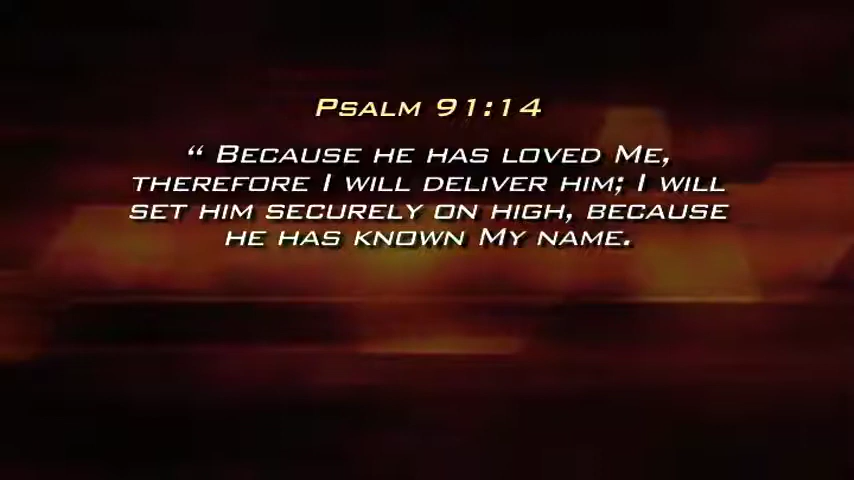 Psalm 91:14
“ Because he has loved Me,
therefore I will deliver him; I will
set him securely on high, because
he has known My name.